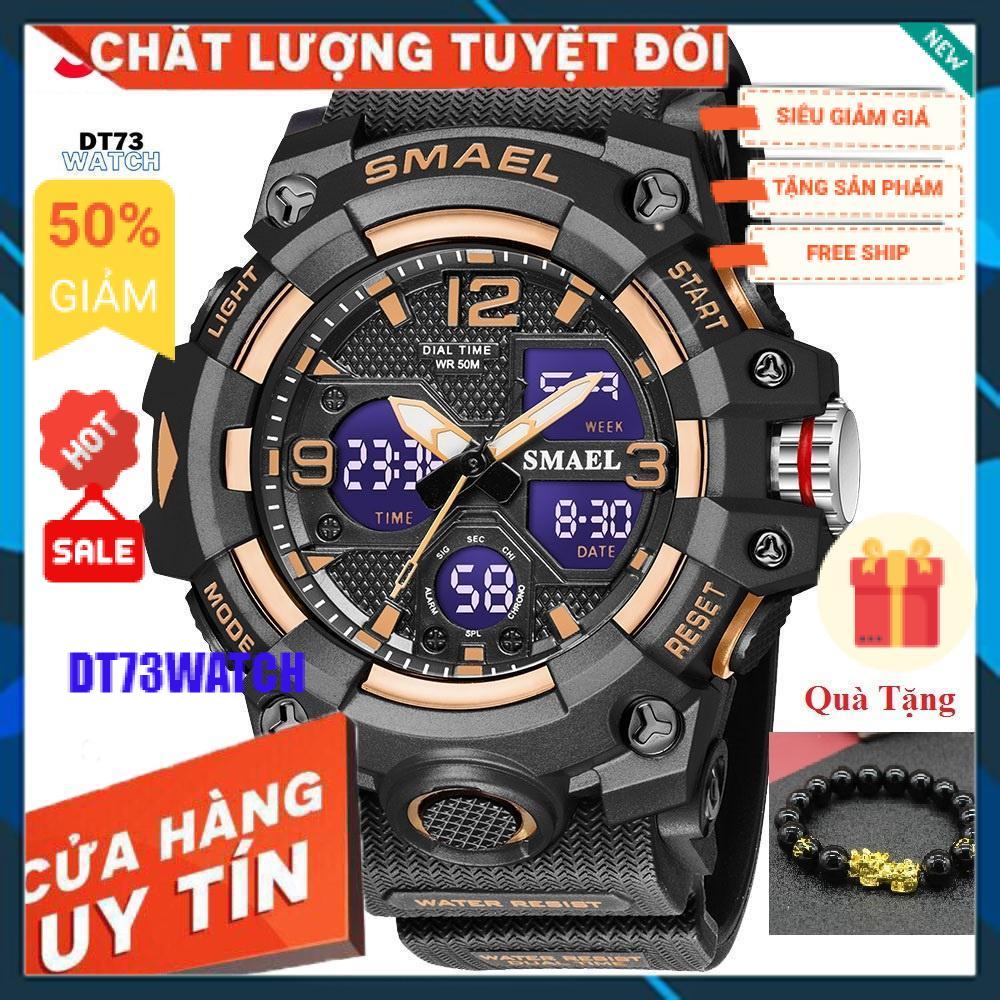 CHẤT LƯỢNG TUYỆT ĐỐI
NEW
DT73
WATCH
SIÊU GIẢM GIÁ
TẶNG SẢN PHẨM
FREE SHIP
50%
GIẢM
SMAEL
LIGHT
START
12
DIAL TIME
WR 50M
WEEK
HOT
9
TIME
SMAEL
3
8-30
DATE
SALE
SIG
SEC
CHI
58
ALARM
CHRONO
SPL
MODE
RESET
DT73WATCH
Quà Tặng
CỬA HÀNG
UY TÍN
WATER RESIST
WATER RESIST
DUAL TIME